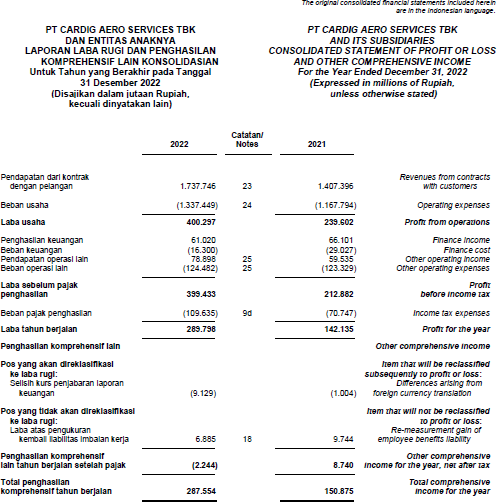 The original consolidated financial statements included herein
are in the Indonesian language.
PT CARDIG AERO SERVICES TBK
DAN ENTITAS ANAKNYA
LAPORAN LABA RUGI DAN PENGHASILAN
KOMPREHENSIF LAIN KONSOLIDASIAN
Untuk Tahun yang Berakhir pada Tanggal
31 Desember 2022
(Disajikan dalam jutaan Rupiah,
kecuali dinyatakan lain)
PT CARDIG AERO SERVICES TBK
AND ITS SUBSIDIARIES
CONSOLIDATED STATEMENT OF PROFIT OR LOSS
AND OTHER COMPREHENSIVE INCOME
For the Year Ended December 31, 2022
(Expressed in millions of Rupiah,
unless otherwise stated)
Catatan/
2022 Notes 2021
Pendapatan dari kontrak Revenues from contracts
dengan pelangan 1.737.746 23 1.407.396 with customers
Beban usaha (1.337.449) 24 (1.167.794) Operating expenses
Laba usaha 400.297 239.602 Profit from operations
Penghasilan keuangan 61.020 66.101 Finance income
Beban keuangan (16.300) (29.027) Finance cost
Pendapatan operasi lain 78.898 25 59.535 Other operating income
Beban operasi lain (124.482) 25 (123.329) Other operating expenses
Laba sebelum pajak Profit
penghasilan 399.433 212.882 before income tax
Beban pajak penghasilan (109.635) 9d (70.747) Income tax expenses
Laba tahun berjalan 289.798 142.135 Profit for the year
Penghasilan komprehensif lain Other comprehensive income
Pos yang akan direklasifikasi Item that will be reclassified
ke laba rugi: subsequently to profit or loss:
Selisih kurs penjabaran laporan Differences arising from
keuangan (9.129) (1.004) foreign currency translation
Pos yang tidak akan direklasifikasi Item that will not be reclassified
ke laba rugi: to profit or loss:
Laba atas pengukuran Re-measurement gain of
kembali liabilitas imbalan kerja 6.885 18 9.744 employee benefits liability
Penghasilan komprehensif Other comprehensive
lain tahun berjalan setelah pajak (2.244) 8.740 income for the year, net after tax
Total penghasilan Total comprehensive
komprehensif tahun berjalan 287.554 150.875 income for the year